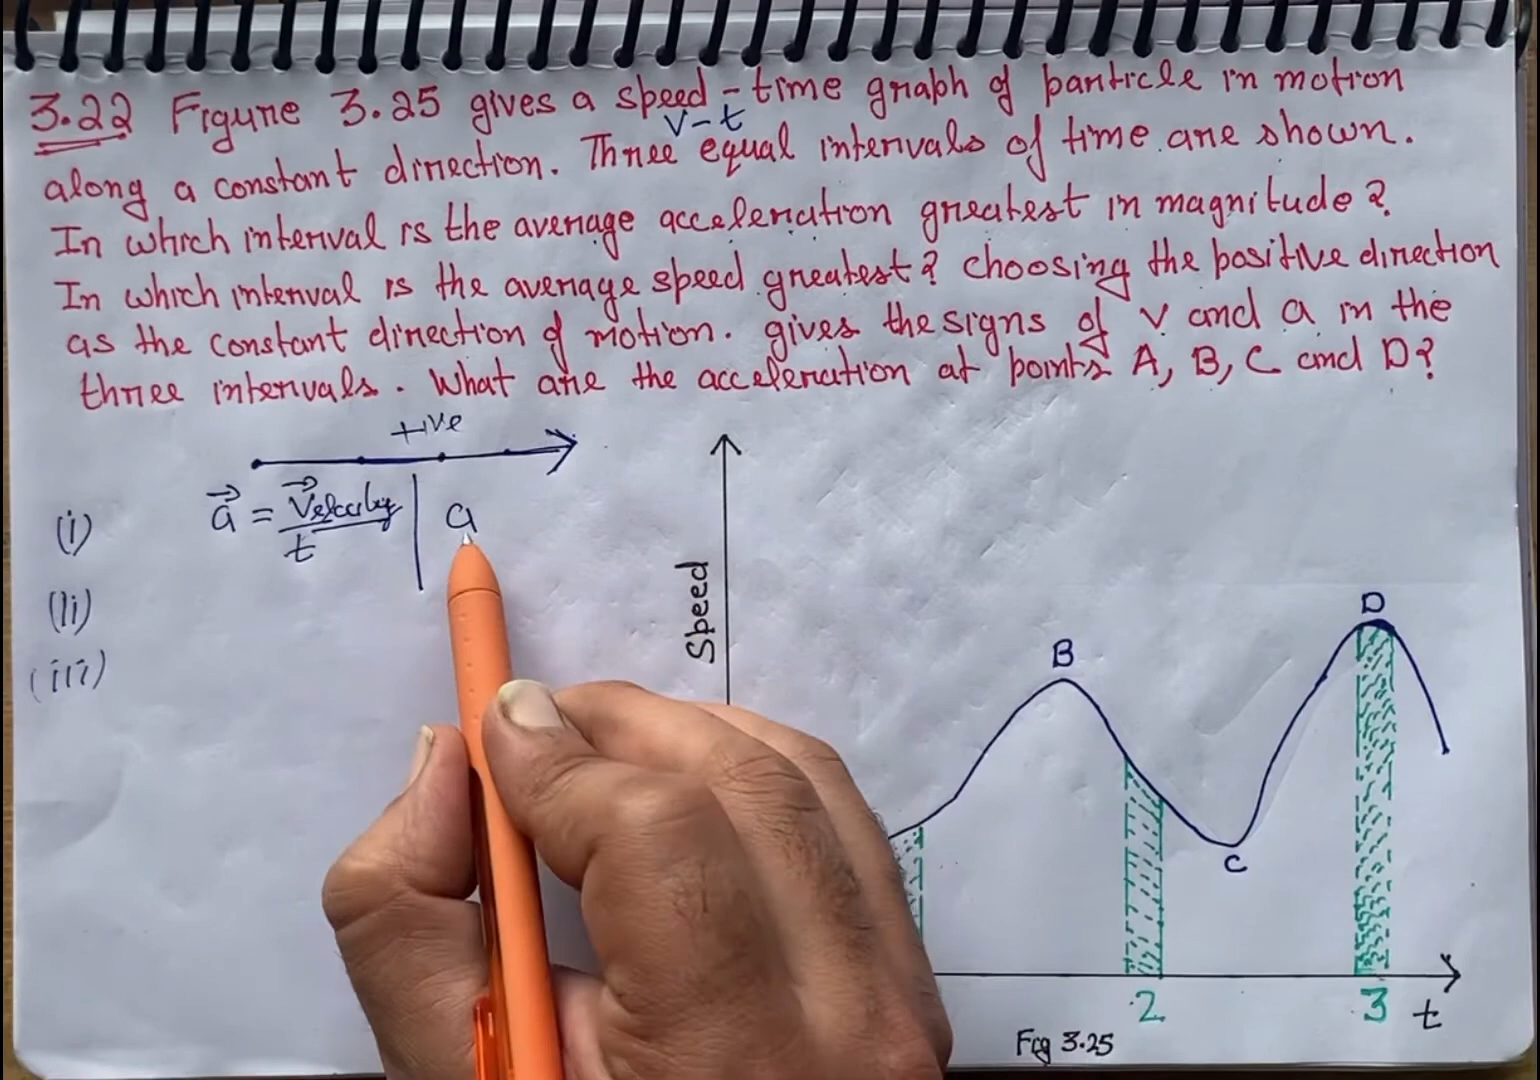 3.22 Figure 3.25 gives a speed-time graph of particle in motion
v-t
along a constant direction. Three equal intervals of time are shown.
In which interval is the average acceleration greatest in magnitude?
In which interval is the average speed greatest? choosing the positive direction
as the constant direction of motion. gives the signs of v and a in the
three intervals. What are the acceleration at points A, B, C and D?
+ive
(i) a = Velocity / t | a
(ii)
(iii)
Speed
B
D
C
2
3
t
Fig 3.25